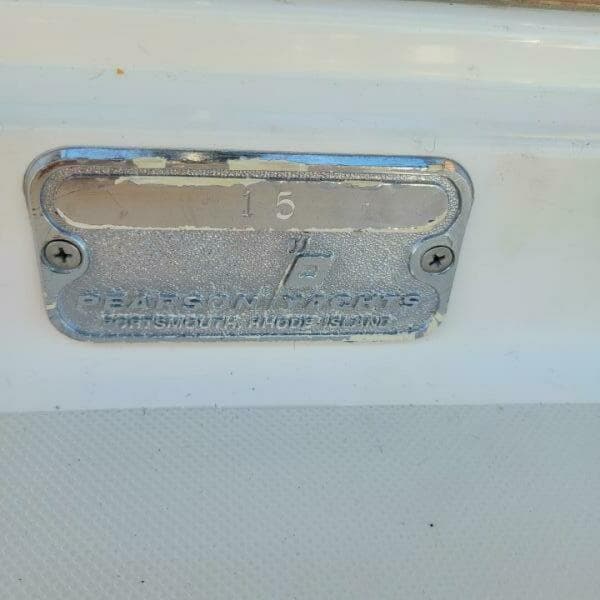 15
PEARSON YACHTS
PORTSMOUTH, RHODE ISLAND